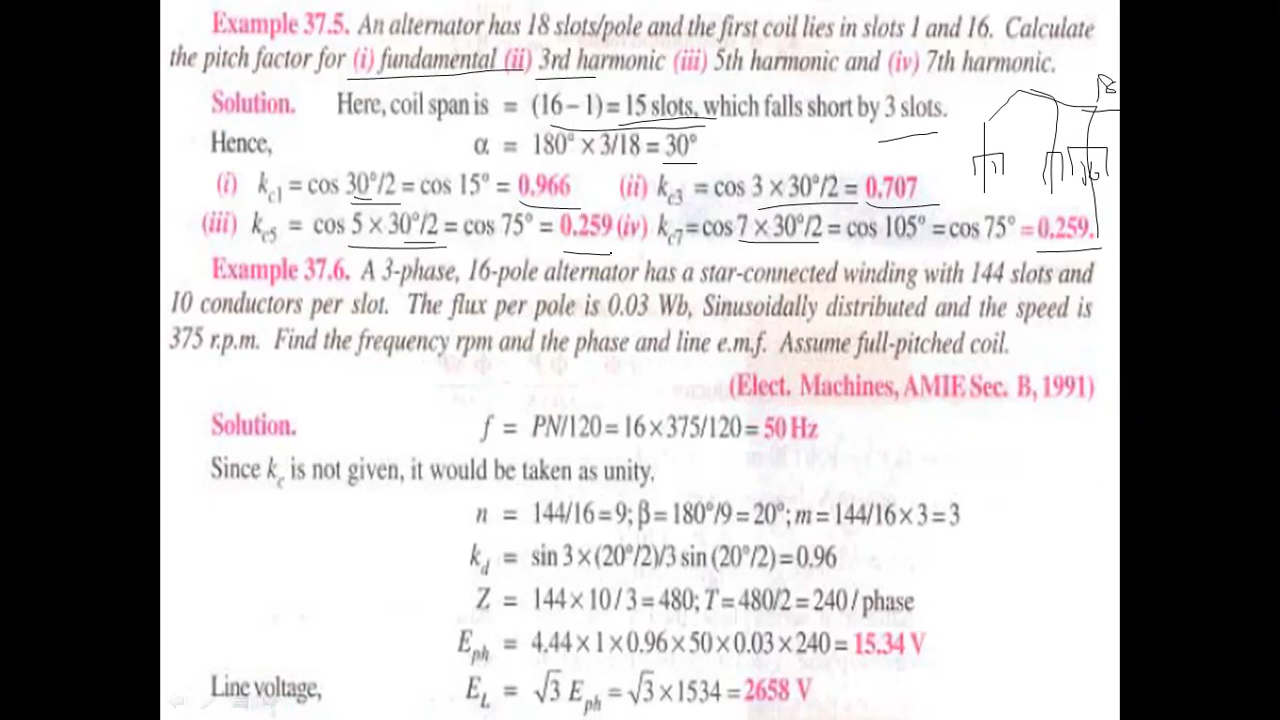 Example 37.5. An alternator has 18 slots/pole and the first coil lies in slots 1 and 16. Calculate
the pitch factor for (i) fundamental (ii) 3rd harmonic (iii) 5th harmonic and (iv) 7th harmonic.
Solution. Here, coil span is = (16 – 1) = 15 slots, which falls short by 3 slots.
Hence, α = 180° × 3/18 = 30°
(i) kc1 = cos 30°/2 = cos 15° = 0.966 (ii) kc3 = cos 3 × 30°/2 = 0.707
(iii) kc5 = cos 5 × 30°/2 = cos 75° = 0.259 (iv) kc7 = cos 7 × 30°/2 = cos 105° = cos 75° = 0.259.
Example 37.6. A 3-phase, 16-pole alternator has a star-connected winding with 144 slots and
10 conductors per slot. The flux per pole is 0.03 Wb, Sinusoidally distributed and the speed is
375 r.p.m. Find the frequency rpm and the phase and line e.m.f. Assume full-pitched coil.
(Elect. Machines, AMIE Sec. B, 1991)
Solution. f = PN/120 = 16 × 375/120 = 50 Hz
Since kc is not given, it would be taken as unity.
n = 144/16 = 9; β = 180°/9 = 20°; m = 144/16 × 3 = 3
kd = sin 3 × (20°/2)/3 sin (20°/2) = 0.96
Z = 144 × 10 / 3 = 480; T = 480/2 = 240 / phase
Eph = 4.44 × 1 × 0.96 × 50 × 0.03 × 240 = 15.34 V
Line voltage, EL = √3 Eph = √3 × 1534 = 2658 V